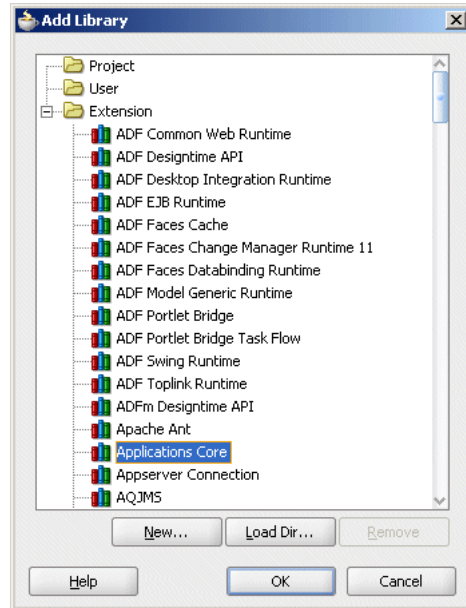 Add Library
Project
User
Extension
ADF Common Web Runtime
ADF Designtime API
ADF Desktop Integration Runtime
ADF EJB Runtime
ADF Faces Cache
ADF Faces Change Manager Runtime 11
ADF Faces Databinding Runtime
ADF Model Generic Runtime
ADF Portlet Bridge
ADF Portlet Bridge Task Flow
ADF Swing Runtime
ADF Toplink Runtime
ADFm Designtime API
Apache Ant
Applications Core
Appserver Connection
AQJMS
New... Load Dir... Remove
Help OK Cancel